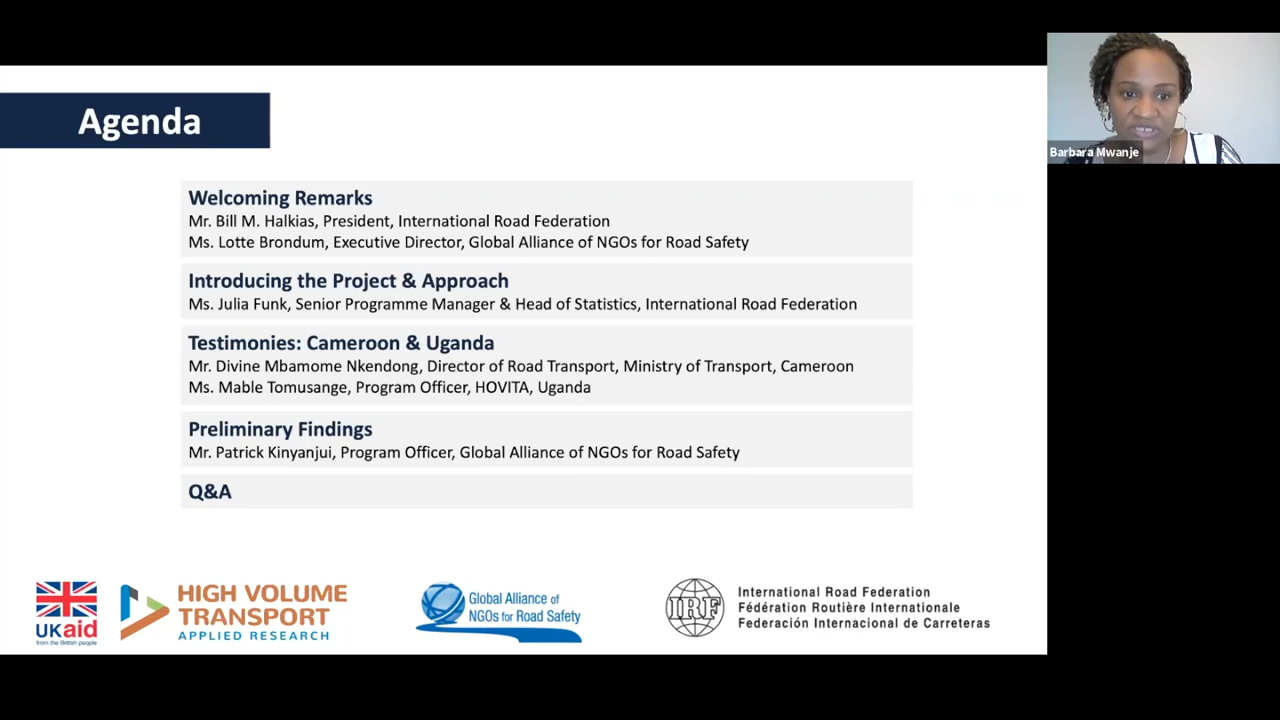 Agenda
Barbara Mwanje
Welcoming Remarks
Mr. Bill M. Halkias, President, International Road Federation
Ms. Lotte Brondum, Executive Director, Global Alliance of NGOs for Road Safety
Introducing the Project & Approach
Ms. Julia Funk, Senior Programme Manager & Head of Statistics, International Road Federation
Testimonies: Cameroon & Uganda
Mr. Divine Mbamome Nkendong, Director of Road Transport, Ministry of Transport, Cameroon
Ms. Mable Tomusange, Program Officer, HOVITA, Uganda
Preliminary Findings
Mr. Patrick Kinyanjui, Program Officer, Global Alliance of NGOs for Road Safety
Q&A
UKaid
from the British people
HIGH VOLUME
TRANSPORT
APPLIED RESEARCH
Global Alliance of
NGOs for Road Safety
IRF
International Road Federation
Fédération Routière Internationale
Federación Internacional de Carreteras